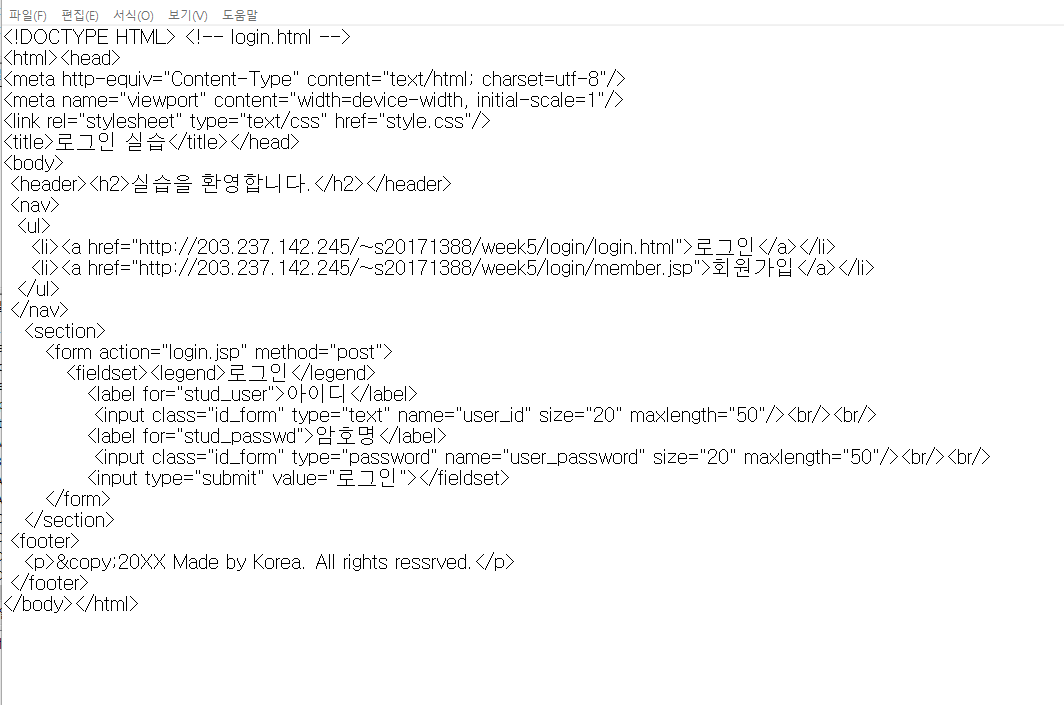 파일(F) 편집(E) 서식(O) 보기(V) 도움말
<!DOCTYPE HTML> <!-- login.html -->
<html><head>
<meta http-equiv="Content-Type" content="text/html; charset=utf-8"/>
<meta name="viewport" content="width=device-width, initial-scale=1"/>
<link rel="stylesheet" type="text/css" href="style.css"/>
<title>로그인 실습</title></head>
<body>
<header><h2>실습을 환영합니다.</h2></header>
<nav>
<ul>
<li><a href="http://203.237.142.245/~s20171388/week5/login/login.html">로그인</a></li>
<li><a href="http://203.237.142.245/~s20171388/week5/login/member.jsp">회원가입</a></li>
</ul>
</nav>
<section>
<form action="login.jsp" method="post">
<fieldset><legend>로그인</legend>
<label for="stud_user">아이디</label>
<input class="id_form" type="text" name="user_id" size="20" maxlength="50"/><br/><br/>
<label for="stud_passwd">암호명</label>
<input class="id_form" type="password" name="user_password" size="20" maxlength="50"/><br/><br/>
<input type="submit" value="로그인"></fieldset>
</form>
</section>
<footer>
<p>&copy;20XX Made by Korea. All rights ressrved.</p>
</footer>
</body></html>